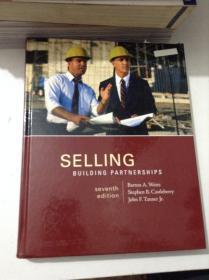 SELLING
BUILDING PARTNERSHIPS
seventh
edition
Barton A. Weitz
Stephen B. Castleberry
John F. Tanner Jr.